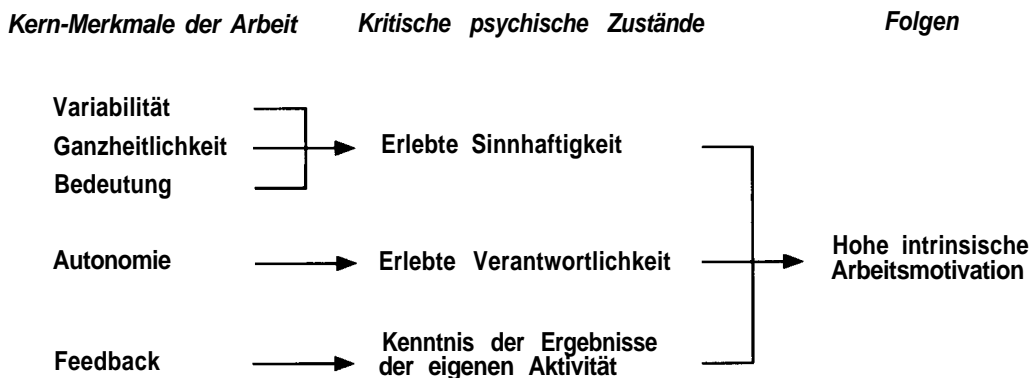 Kern-Merkmale der Arbeit
Kritische psychische Zustände
Folgen
Variabilität
Ganzheitlichkeit
Bedeutung
Erlebte Sinnhaftigkeit
Autonomie
Erlebte Verantwortlichkeit
Hohe intrinsische
Arbeitsmotivation
Feedback
Kenntnis der Ergebnisse
der eigenen Aktivität